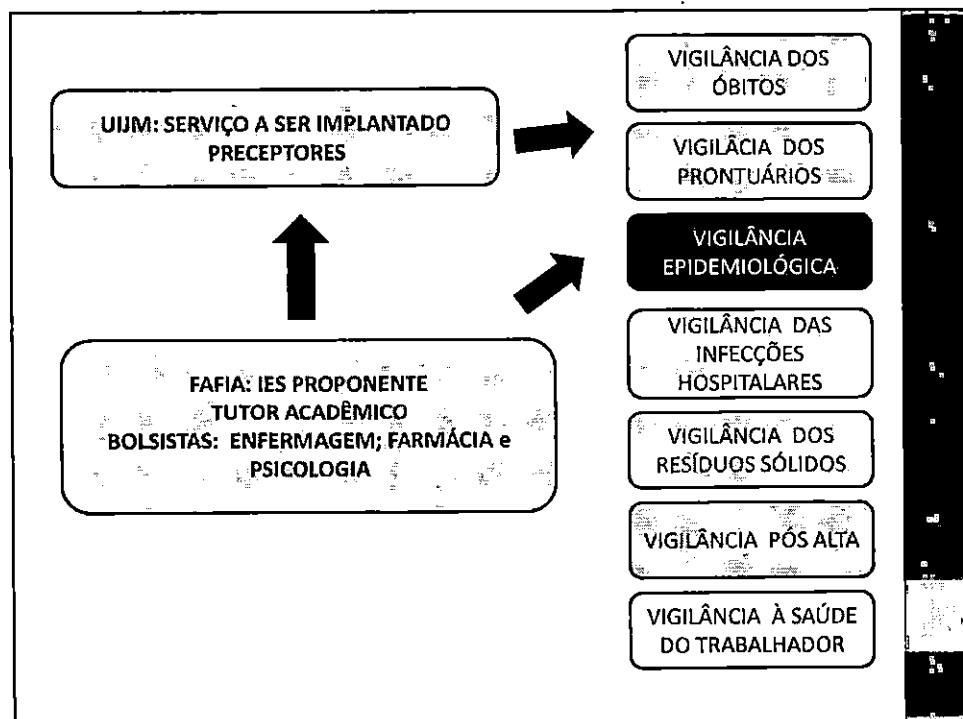 UIJM: SERVIÇO A SER IMPLANTADO
PRECEPTORES
FAFIA: IES PROPONENTE
TUTOR ACADÊMICO
BOLSISTAS: ENFERMAGEM; FARMÁCIA e
PSICOLOGIA
VIGILÂNCIA DOS
ÓBITOS
VIGILÂCIA DOS
PRONTUÁRIOS
VIGILÂNCIA
EPIDEMIOLÓGICA
VIGILÂNCIA DAS
INFECÇÕES
HOSPITALARES
VIGILÂNCIA DOS
RESÍDUOS SÓLIDOS
VIGILÂNCIA PÓS ALTA
VIGILÂNCIA À SAÚDE
DO TRABALHADOR